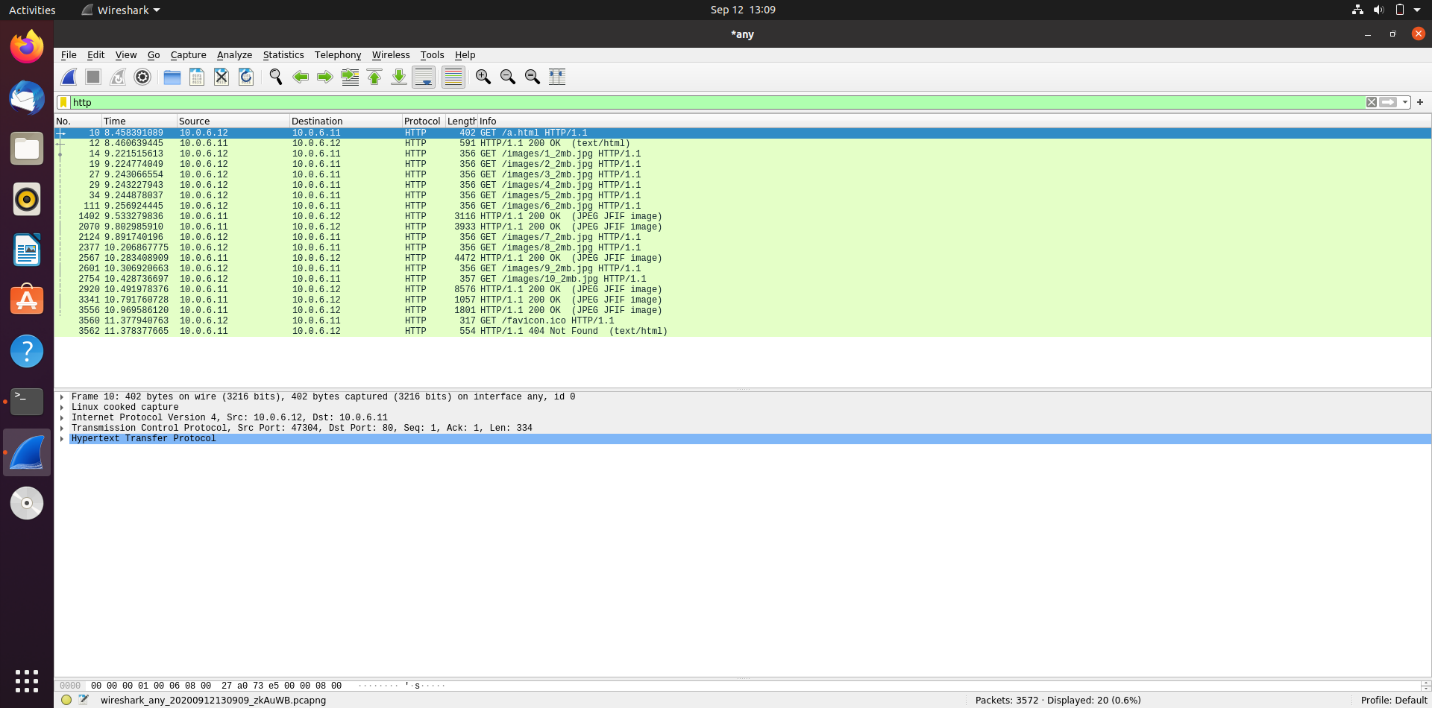 Activities Wireshark Sep 12 13:09
*any
File Edit View Go Capture Analyze Statistics Telephony Wireless Tools Help
http
No. Time Source Destination Protocol Length Info
10 8.458391089 10.0.6.12 10.0.6.11 HTTP 402 GET /a.html HTTP/1.1
12 8.460639445 10.0.6.11 10.0.6.12 HTTP 591 HTTP/1.1 200 OK (text/html)
14 9.221515613 10.0.6.12 10.0.6.11 HTTP 356 GET /images/1_2mb.jpg HTTP/1.1
19 9.224774049 10.0.6.12 10.0.6.11 HTTP 356 GET /images/2_2mb.jpg HTTP/1.1
27 9.243066554 10.0.6.12 10.0.6.11 HTTP 356 GET /images/3_2mb.jpg HTTP/1.1
29 9.243227943 10.0.6.12 10.0.6.11 HTTP 356 GET /images/4_2mb.jpg HTTP/1.1
34 9.244878037 10.0.6.12 10.0.6.11 HTTP 356 GET /images/5_2mb.jpg HTTP/1.1
111 9.256924445 10.0.6.12 10.0.6.11 HTTP 356 GET /images/6_2mb.jpg HTTP/1.1
1402 9.533279836 10.0.6.11 10.0.6.12 HTTP 3116 HTTP/1.1 200 OK (JPEG JFIF image)
2070 9.802985910 10.0.6.11 10.0.6.12 HTTP 3933 HTTP/1.1 200 OK (JPEG JFIF image)
2124 9.891740196 10.0.6.12 10.0.6.11 HTTP 356 GET /images/7_2mb.jpg HTTP/1.1
2377 10.206867775 10.0.6.12 10.0.6.11 HTTP 356 GET /images/8_2mb.jpg HTTP/1.1
2567 10.283408909 10.0.6.11 10.0.6.12 HTTP 4472 HTTP/1.1 200 OK (JPEG JFIF image)
2601 10.306920663 10.0.6.12 10.0.6.11 HTTP 356 GET /images/9_2mb.jpg HTTP/1.1
2754 10.428736697 10.0.6.12 10.0.6.11 HTTP 357 GET /images/10_2mb.jpg HTTP/1.1
2920 10.491978376 10.0.6.11 10.0.6.12 HTTP 8576 HTTP/1.1 200 OK (JPEG JFIF image)
3341 10.791760728 10.0.6.11 10.0.6.12 HTTP 1057 HTTP/1.1 200 OK (JPEG JFIF image)
3556 10.969586120 10.0.6.11 10.0.6.12 HTTP 1801 HTTP/1.1 200 OK (JPEG JFIF image)
3560 11.377940763 10.0.6.12 10.0.6.11 HTTP 317 GET /favicon.ico HTTP/1.1
3562 11.378377665 10.0.6.11 10.0.6.12 HTTP 554 HTTP/1.1 404 Not Found (text/html)
Frame 10: 402 bytes on wire (3216 bits), 402 bytes captured (3216 bits) on interface any, id 0
Linux cooked capture
Internet Protocol Version 4, Src: 10.0.6.12, Dst: 10.0.6.11
Transmission Control Protocol, Src Port: 47304, Dst Port: 80, Seq: 1, Ack: 1, Len: 334
Hypertext Transfer Protocol
0000 00 00 00 01 00 06 08 00 27 a0 73 e5 00 00 08 00 ········ '·s·····
wireshark_any_20200912130909_zkAuWB.pcapng Packets: 3572 · Displayed: 20 (0.6%) Profile: Default